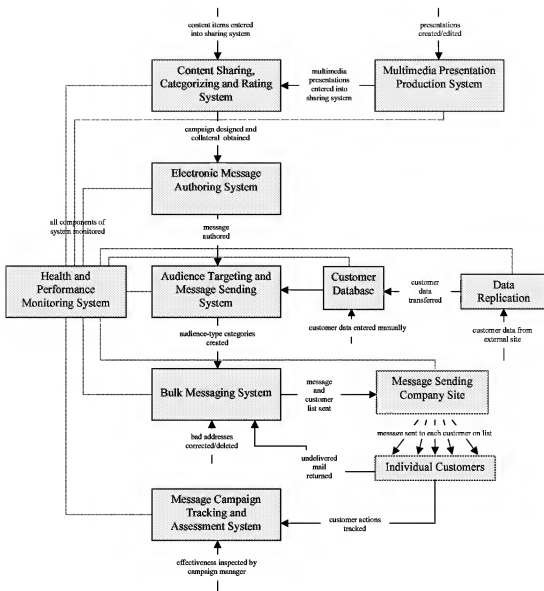 content items entered
into sharing system
presentations
created/edited
Content Sharing,
Categorizing and Rating
System
multimedia
presentations
entered into
sharing system
Multimedia Presentation
Production System
campaign designed and
collateral obtained
Electronic Message
Authoring System
all components of
system monitored
message
authored
Health and
Performance
Monitoring System
Audience Targeting and
Message Sending
System
Customer
Database
customer
data
transferred
Data
Replication
audience-type categories
created
customer data entered manually
customer data from
external site
Bulk Messaging System
message
and
customer
list sent
Message Sending
Company Site
bad addresses
corrected/deleted
message sent to each customer on list
undelivered
mail
returned
Individual Customers
Message Campaign
Tracking and
Assessment System
customer actions
tracked
effectiveness inspected by
campaign manager